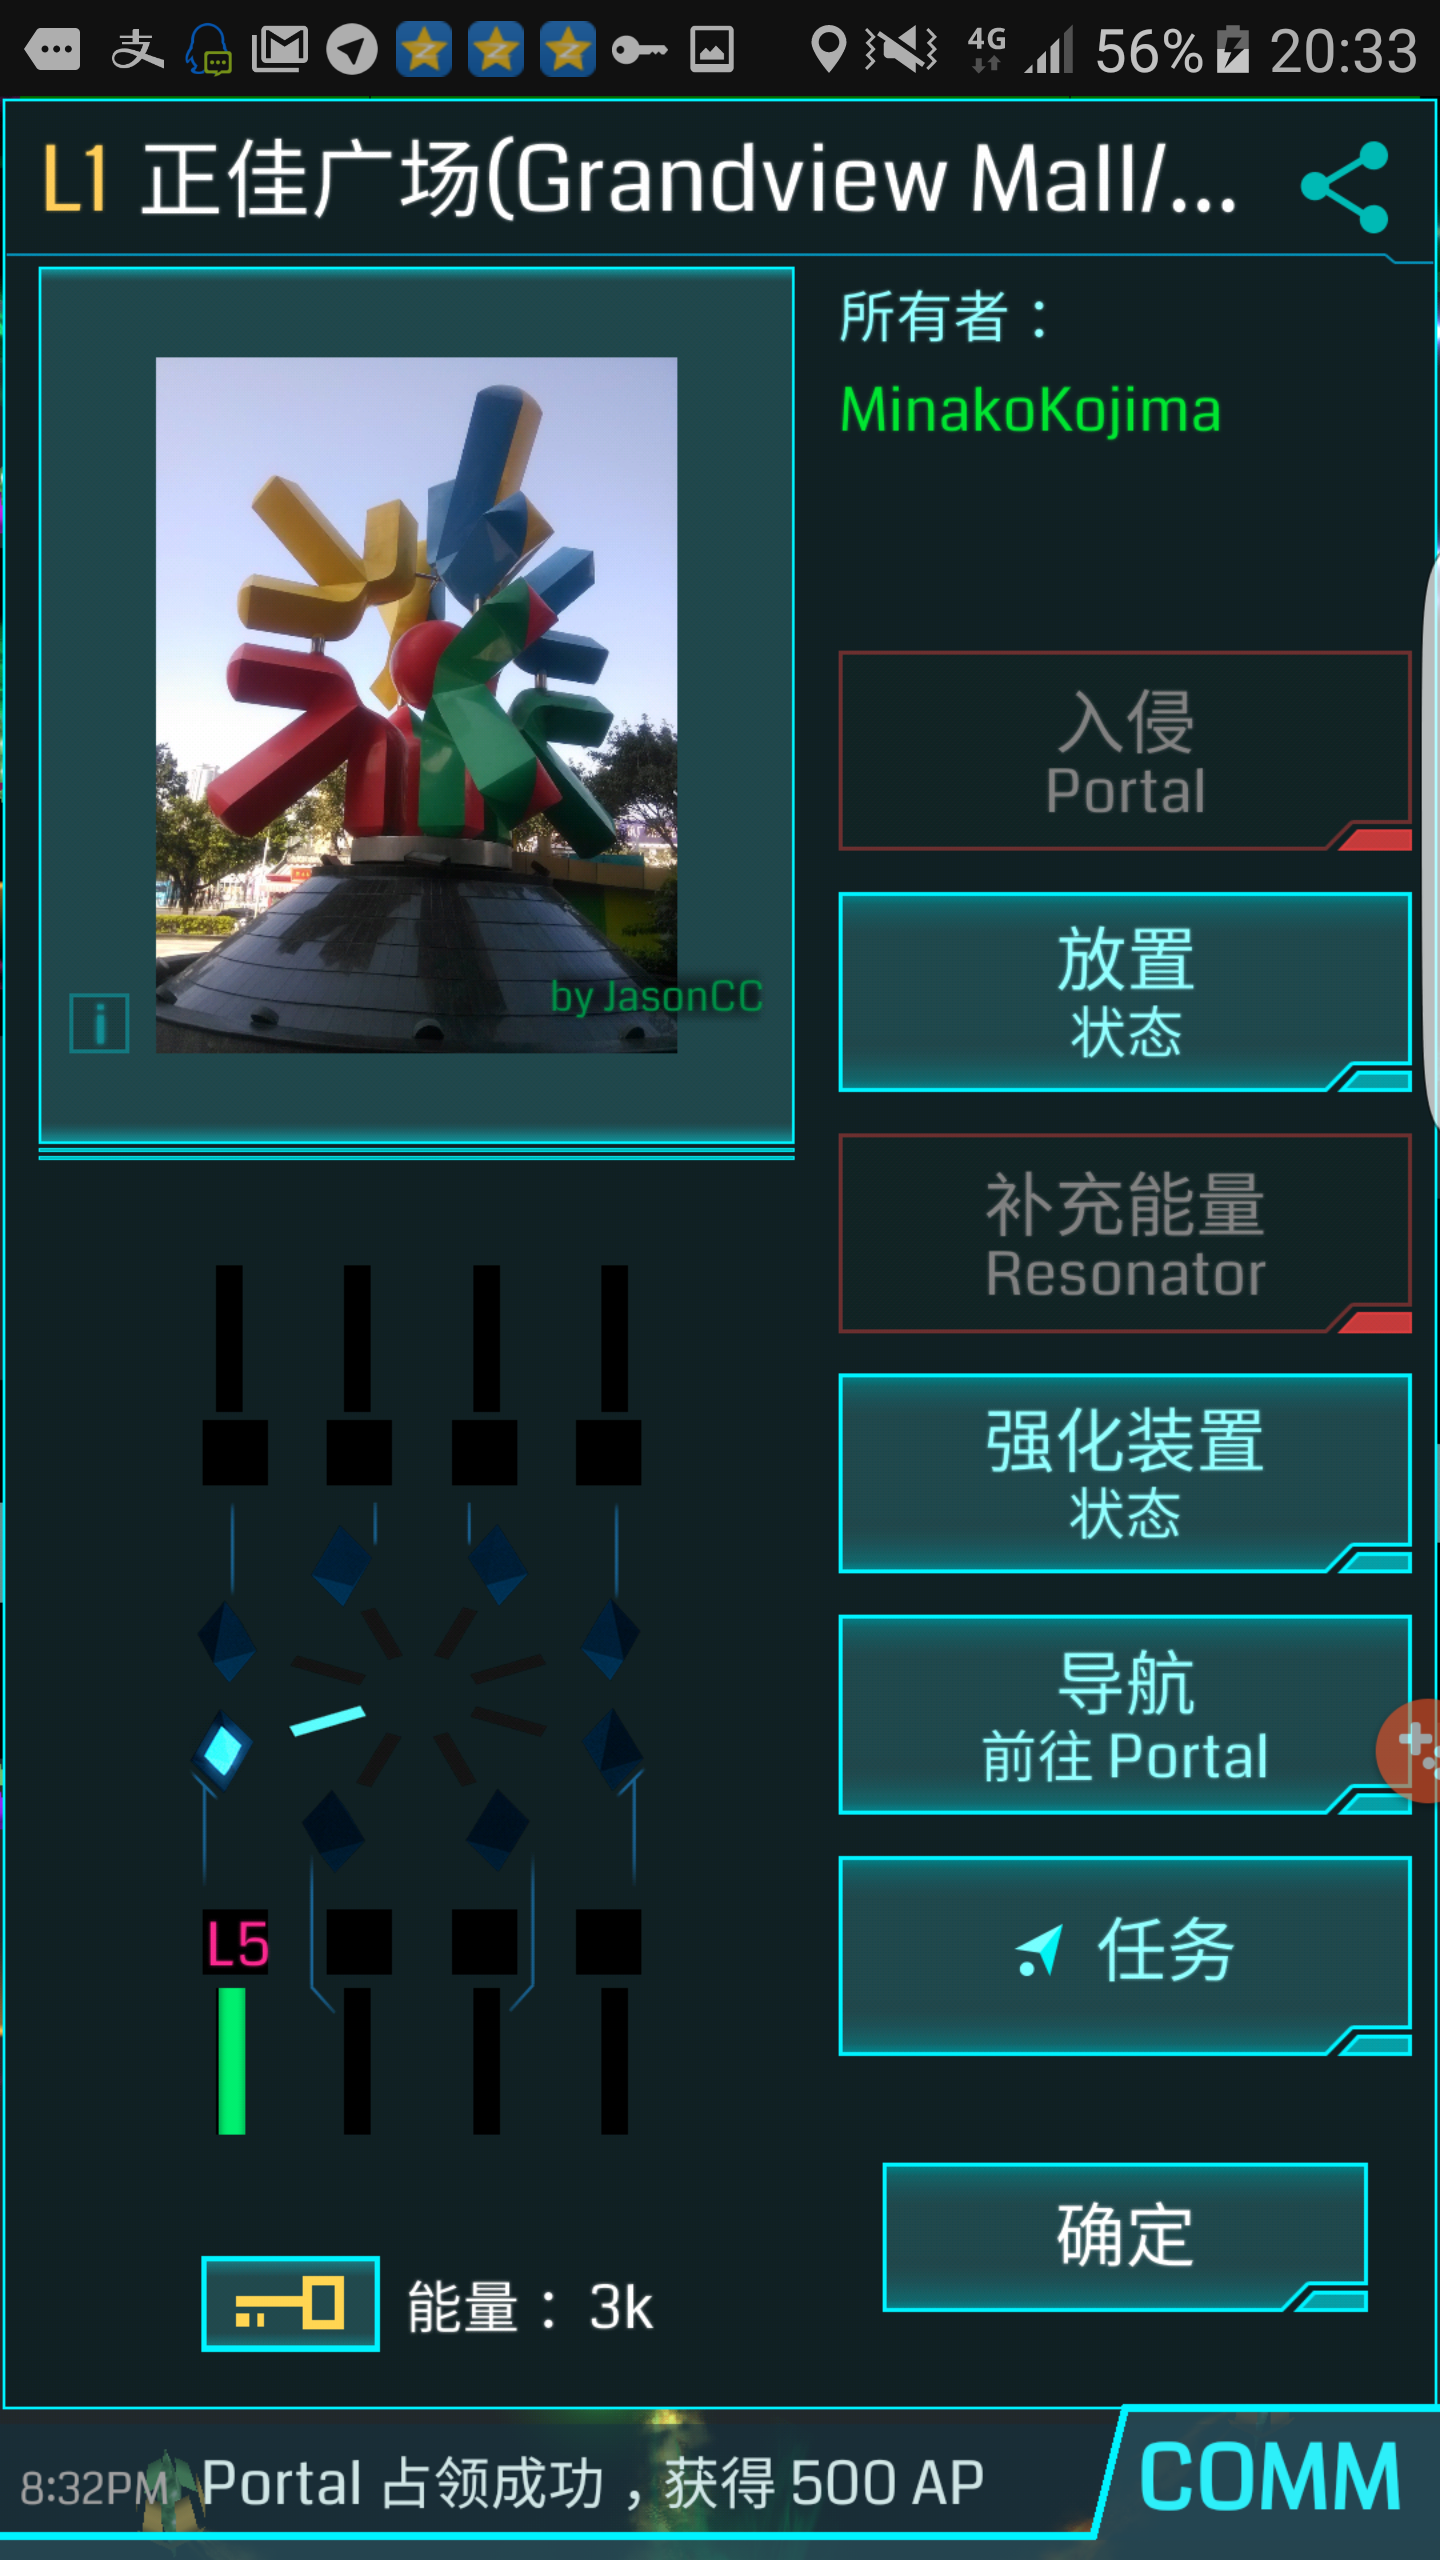 4G
56%
20:33
L1 正佳广场(Grandview Mall/...
所有者：
MinakoKojima
by JasonCC
i
入侵
Portal
放置
状态
补充能量
Resonator
强化装置
状态
导航
前往 Portal
任务
L5
确定
能量： 3k
8:32PM Portal 占领成功，获得 500 AP
COMM